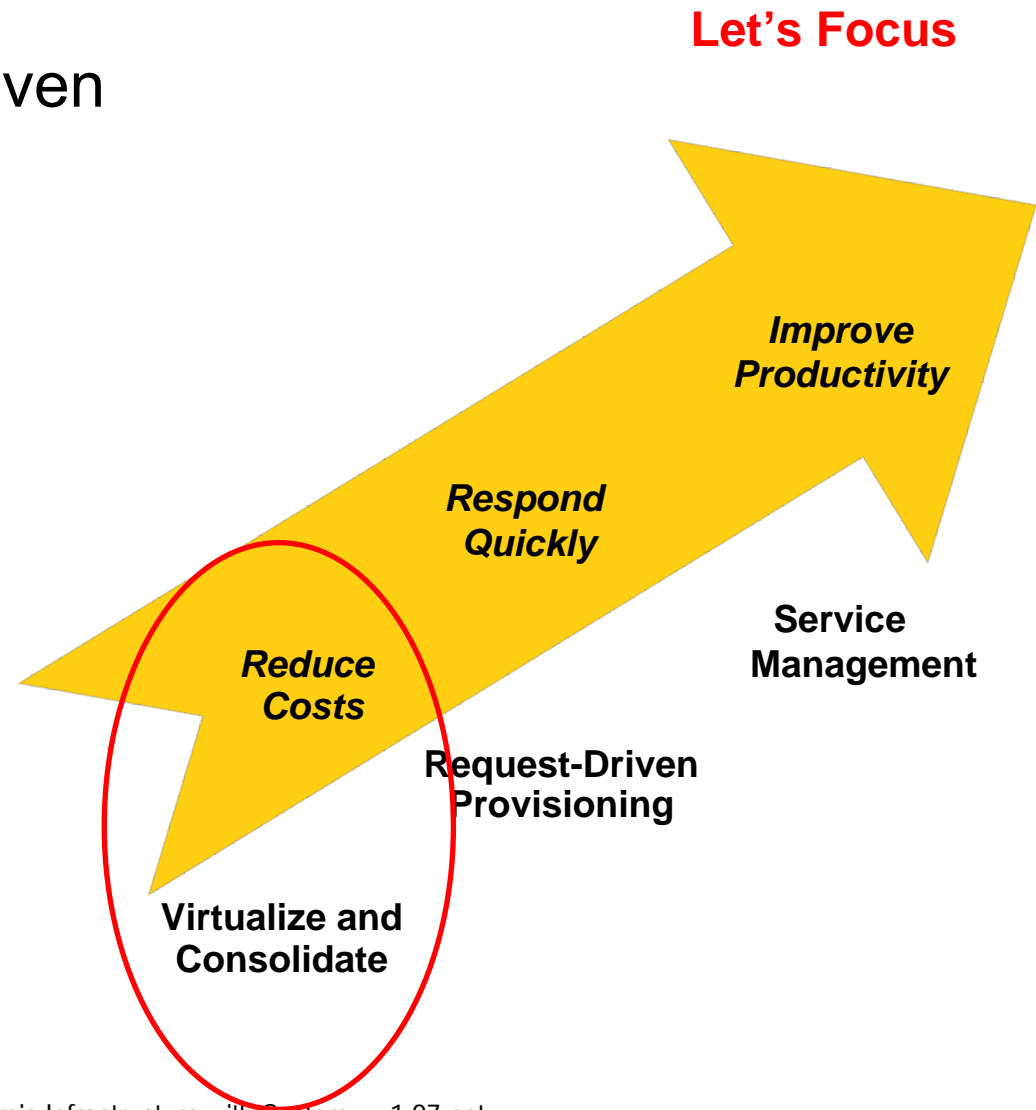 Let's Focus
ven
Improve
Productivity
Respond
Quickly
Reduce
Costs
Service
Management
Request-Driven
Provisioning
Virtualize and
Consolidate